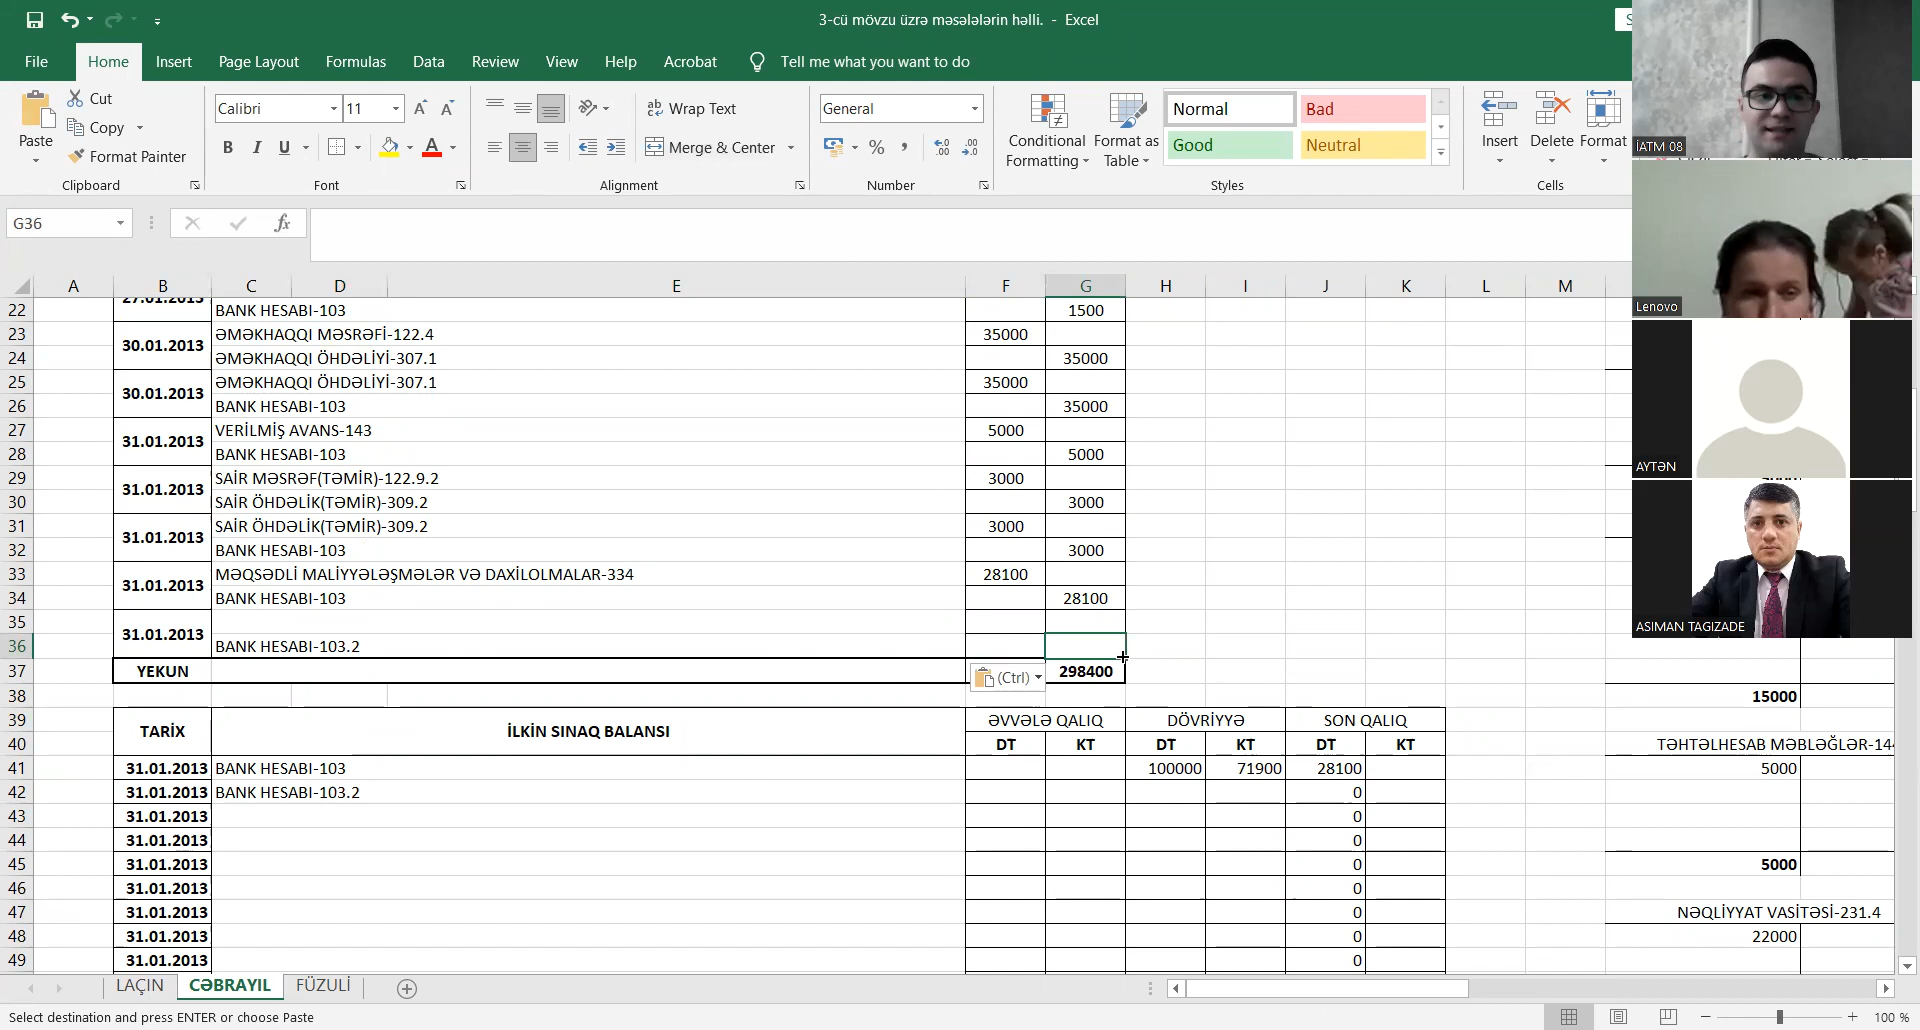 3-cü mövzu üzrə məsələlərin həlli. - Excel
File Home Insert Page Layout Formulas Data Review View Help Acrobat Tell me what you want to do
Paste
Cut
Copy
Format Painter
Clipboard
Calibri 11
B I U
Font
Wrap Text
Merge & Center
Alignment
General
Number
Conditional Formatting
Format as Table
Normal Bad
Good Neutral
Styles
Insert Delete Format
Cells
G36
fx
A B C D E F G H I J K L M
27.01.2013
22 BANK HESABI-103 1500
23 ƏMƏKHAQQI MƏSRƏFİ-122.4 35000
30.01.2013
24 ƏMƏKHAQQI ÖHDƏLİYİ-307.1 35000
25 ƏMƏKHAQQI ÖHDƏLİYİ-307.1 35000
30.01.2013
26 BANK HESABI-103 35000
27 VERİLMİŞ AVANS-143 5000
31.01.2013
28 BANK HESABI-103 5000
29 SAİR MƏSRƏF(TƏMİR)-122.9.2 3000
31.01.2013
30 SAİR ÖHDƏLİK(TƏMİR)-309.2 3000
31 SAİR ÖHDƏLİK(TƏMİR)-309.2 3000
31.01.2013
32 BANK HESABI-103 3000
33 MƏQSƏDLİ MALİYYƏLƏŞMƏLƏR VƏ DAXİLOLMALAR-334 28100
31.01.2013
34 BANK HESABI-103 28100
35
31.01.2013
36 BANK HESABI-103.2
37 YEKUN (Ctrl) 298400
38 15000
39 ƏVVƏLƏ QALIQ DÖVRİYYƏ SON QALIQ
TARİX İLKİN SINAQ BALANSI
40 DT KT DT KT DT KT TƏHTƏLHESAB MƏBLƏĞLƏR-144
41 31.01.2013 BANK HESABI-103 100000 71900 28100 5000
42 31.01.2013 BANK HESABI-103.2 0
43 31.01.2013 0
44 31.01.2013 0
45 31.01.2013 0 5000
46 31.01.2013 0
47 31.01.2013 0 NƏQLİYYAT VASİTƏSİ-231.4
48 31.01.2013 0 22000
49 31.01.2013 0
LAÇIN CƏBRAYIL FÜZULİ
Select destination and press ENTER or choose Paste
100 %
İATM 08
Lenovo
AYTƏN
ASIMAN TAGIZADE